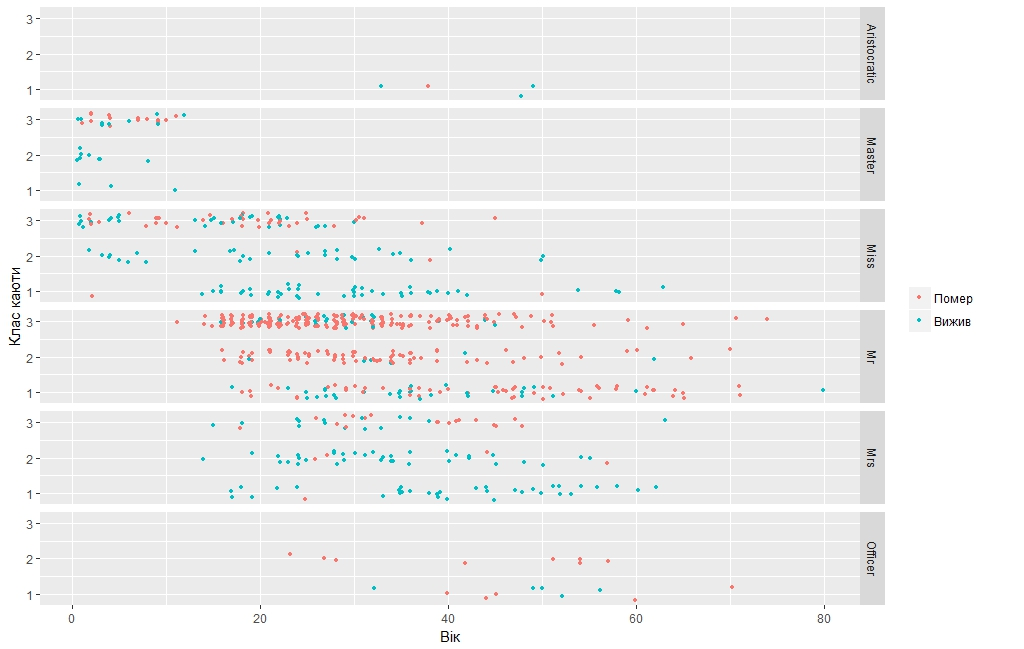 3
2
1
Aristocratic
3
2
1
Master
3
2
1
Miss
3
2
1
Mr
3
2
1
Mrs
3
2
1
Officer
0 20 40 60 80
Вік
Клас каюти
Помер
Вижив